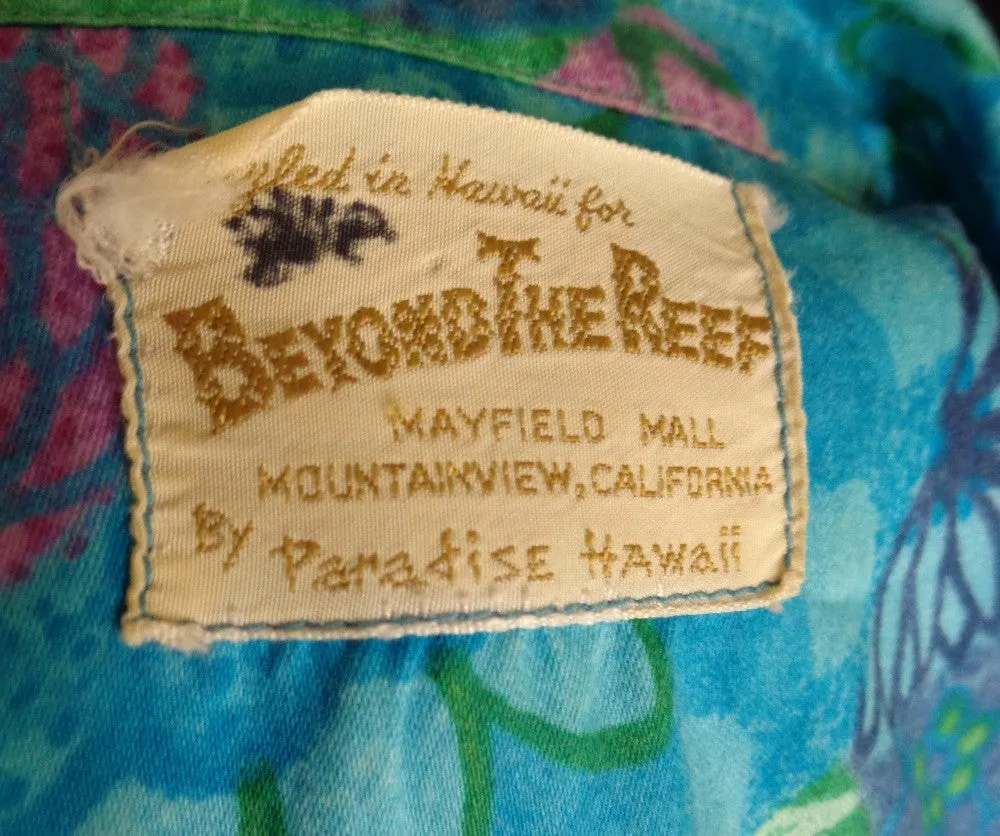 in Hawaii for
BEYOND THE REEF
MAYFIELD MALL
MOUNTAINVIEW, CALIFORNIA
By Paradise Hawaii